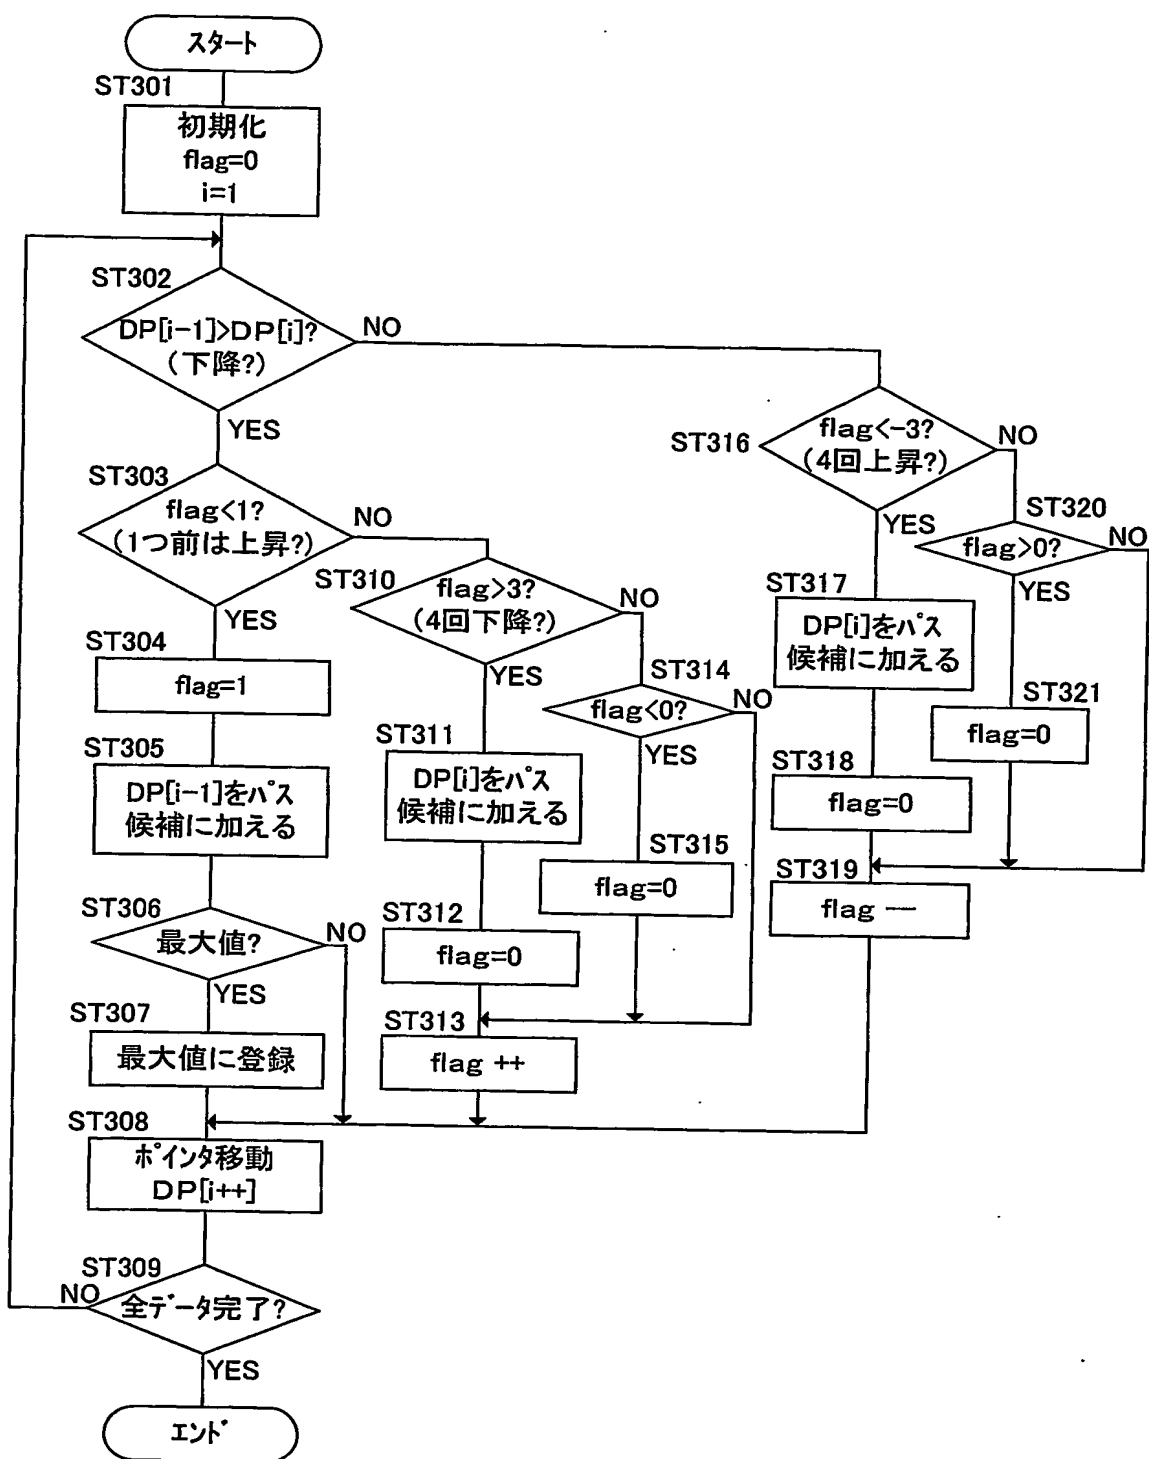 スタート
ST301
初期化
flag=0
i=1
ST302
DP[i-1]>DP[i]?
(下降?)
NO
YES
ST303
flag<1?
(1つ前は上昇?)
NO
YES
ST304
flag=1
ST305
DP[i-1]をパス
候補に加える
ST306
最大値?
NO
YES
ST307
最大値に登録
ST308
ポインタ移動
DP[i++]
ST309
NO
全データ完了?
YES
エンド
ST310
flag>3?
(4回下降?)
NO
YES
ST311
DP[i]をパス
候補に加える
ST312
flag=0
ST313
flag ++
ST314
flag<0?
NO
YES
ST315
flag=0
ST316
flag<-3?
(4回上昇?)
NO
YES
ST317
DP[i]をパス
候補に加える
ST318
flag=0
ST319
flag —
ST320
flag>0?
NO
YES
ST321
flag=0